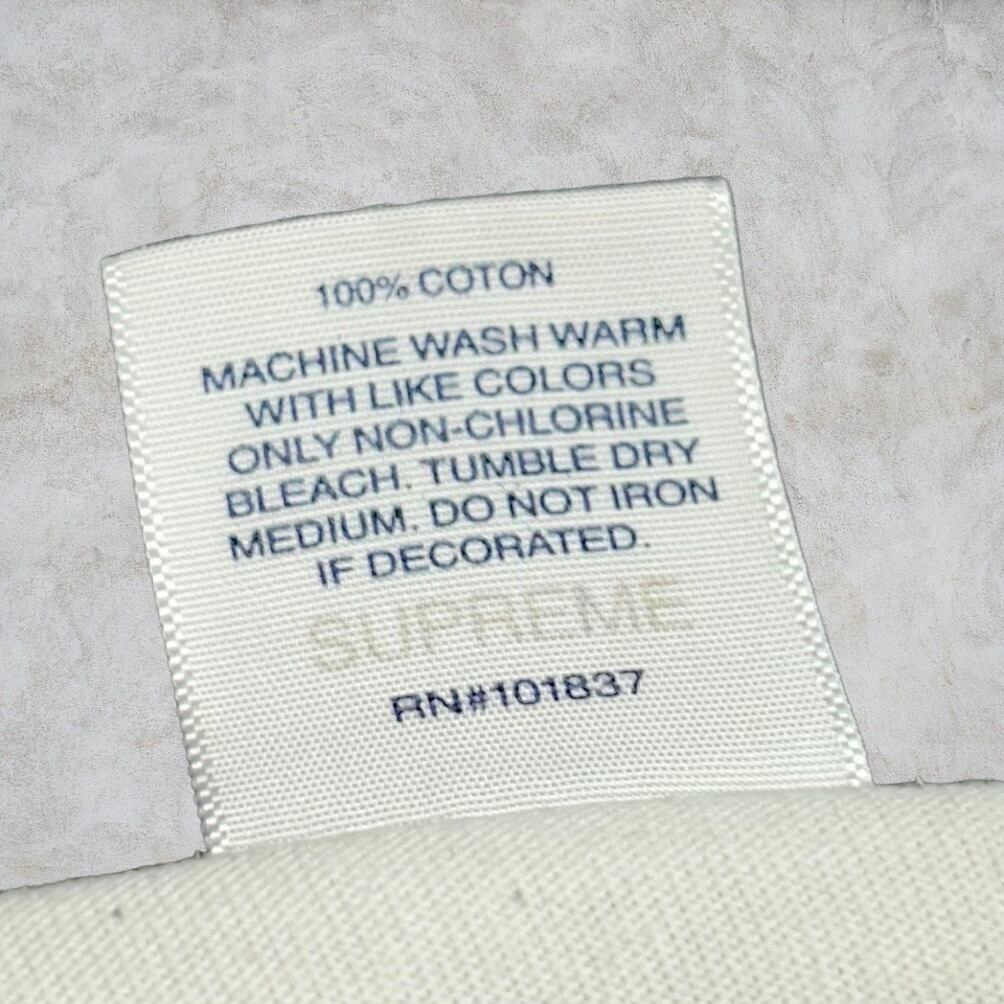 100% COTON
MACHINE WASH WARM
WITH LIKE COLORS
ONLY NON-CHLORINE
BLEACH. TUMBLE DRY
MEDIUM. DO NOT IRON
IF DECORATED.
SUPREME
RN#101837